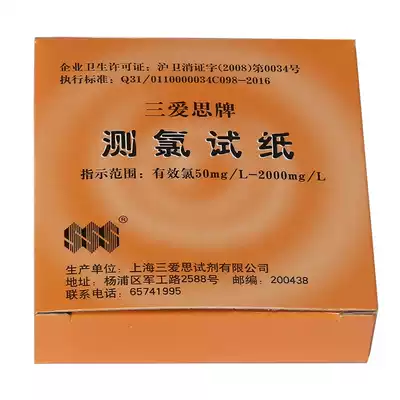 企业卫生许可证：沪卫消证字(2008)第0034号
执行标准：Q31/0110000034C098-2016
三爱思牌
测氯试纸
指示范围：有效氯50mg/L-2000mg/L
SSS®
生产单位：上海三爱思试剂有限公司
地址：杨浦区军工路2588号 邮编：200438
联系电话：65741995